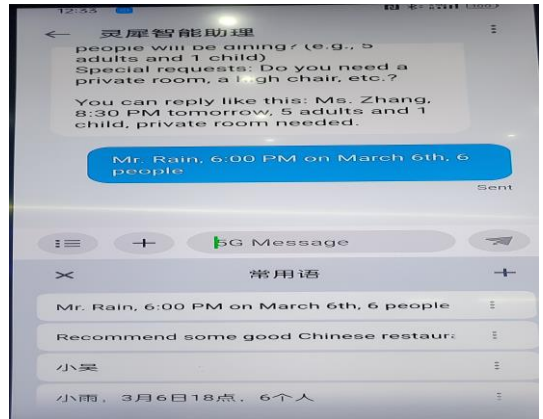 12:33
灵犀智能助理
people will be dining? (e.g., 5
adults and 1 child)
Special requests: Do you need a
private room, a high chair, etc.?
You can reply like this: Ms. Zhang,
8:30 PM tomorrow, 5 adults and 1
child, private room needed.
Mr. Rain, 6:00 PM on March 6th, 6
people
Sent
5G Message
常用语
Mr. Rain, 6:00 PM on March 6th, 6 people
Recommend some good Chinese restaura
小吴
小雨，3月6日18点，6个人